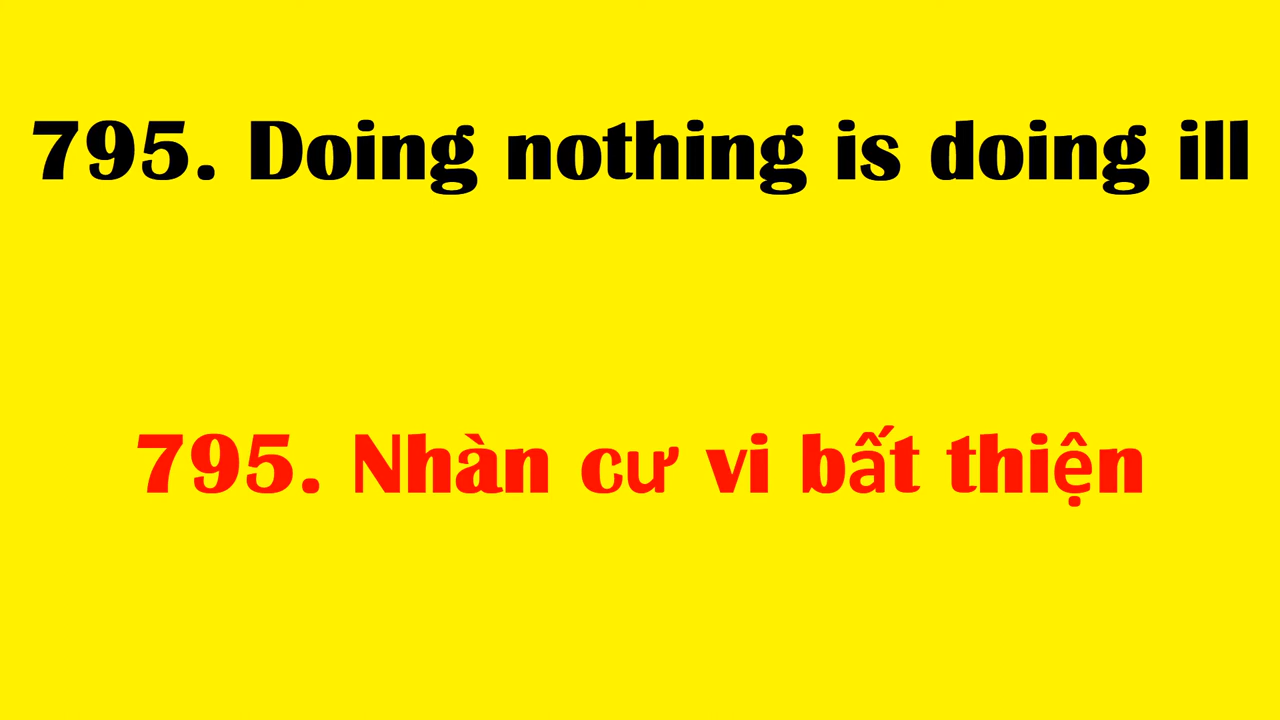 795. Doing nothing is doing ill
795. Nhàn cư vi bất thiện